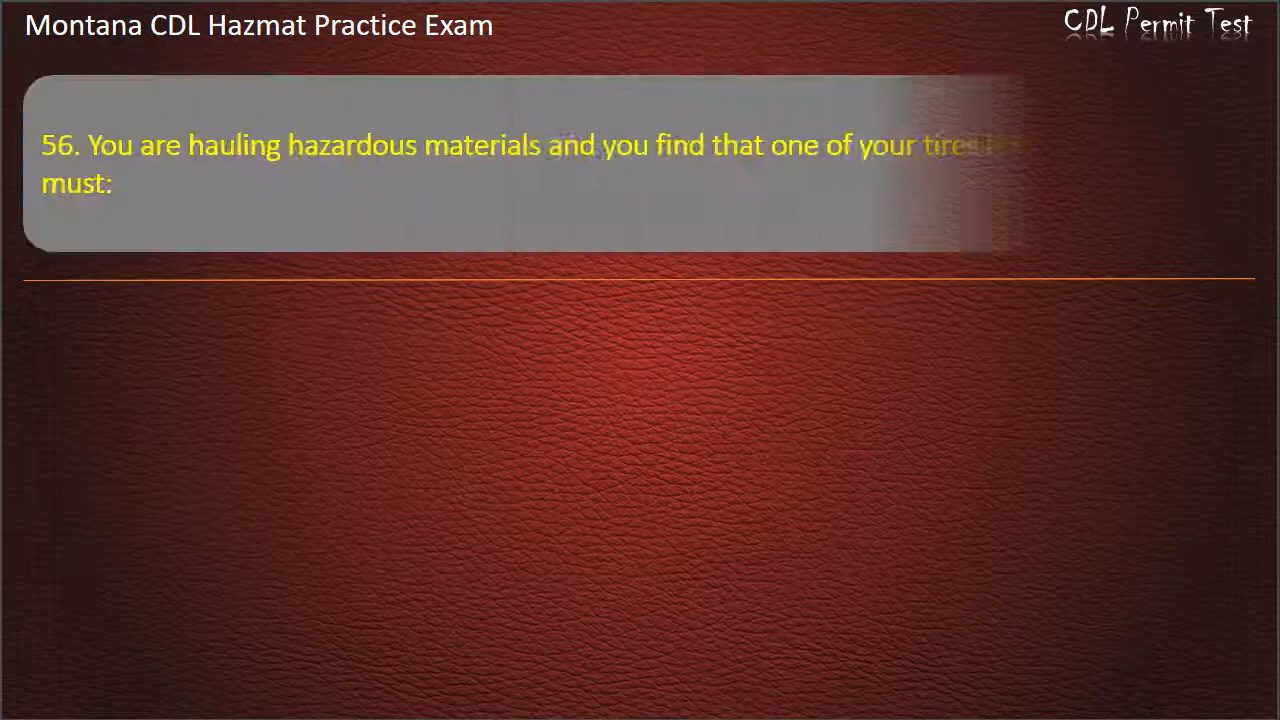 Montana CDL Hazmat Practice Exam
CDL Permit Test
56. You are hauling hazardous materials and you find that one of your
must: